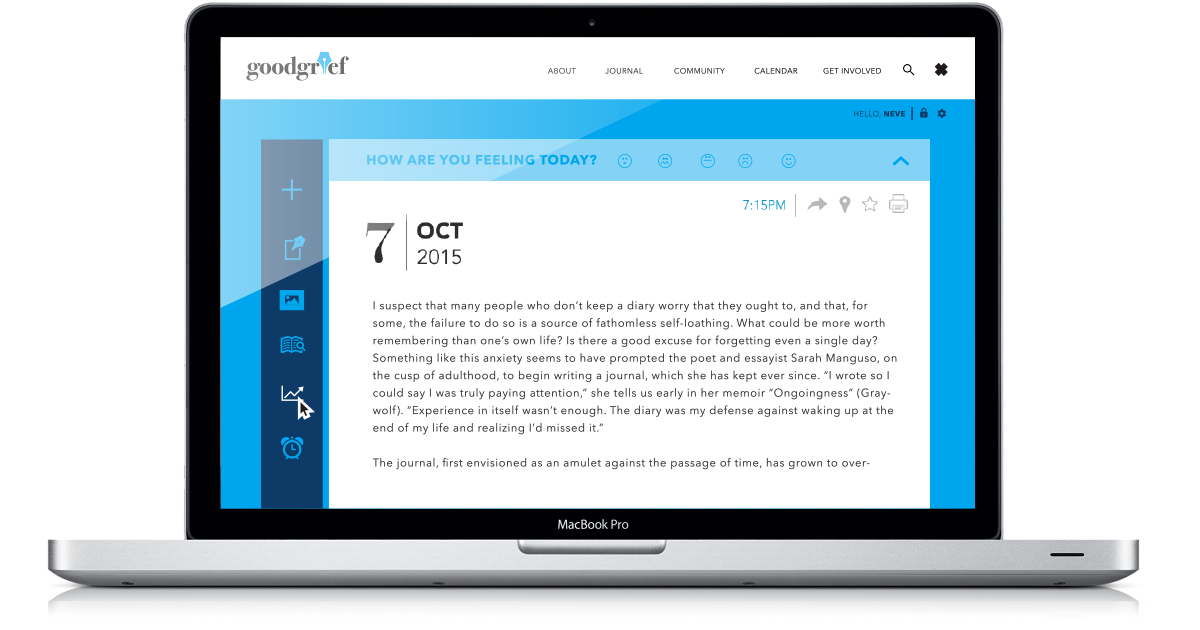 goodgrief
ABOUT JOURNAL COMMUNITY CALENDAR GET INVOLVED
HELLO, NEVE
HOW ARE YOU FEELING TODAY?
7:15PM
7 OCT
2015
I suspect that many people who don’t keep a diary worry that they ought to, and that, for
some, the failure to do so is a source of fathomless self-loathing. What could be more worth
remembering than one’s own life? Is there a good excuse for forgetting even a single day?
Something like this anxiety seems to have prompted the poet and essayist Sarah Manguso, on
the cusp of adulthood, to begin writing a journal, which she has kept ever since. “I wrote so I
could say I was truly paying attention,” she tells us early in her memoir “Ongoingness” (Gray-
wolf). “Experience in itself wasn’t enough. The diary was my defense against waking up at the
end of my life and realizing I’d missed it.”
The journal, first envisioned as an amulet against the passage of time, has grown to over-
MacBook Pro